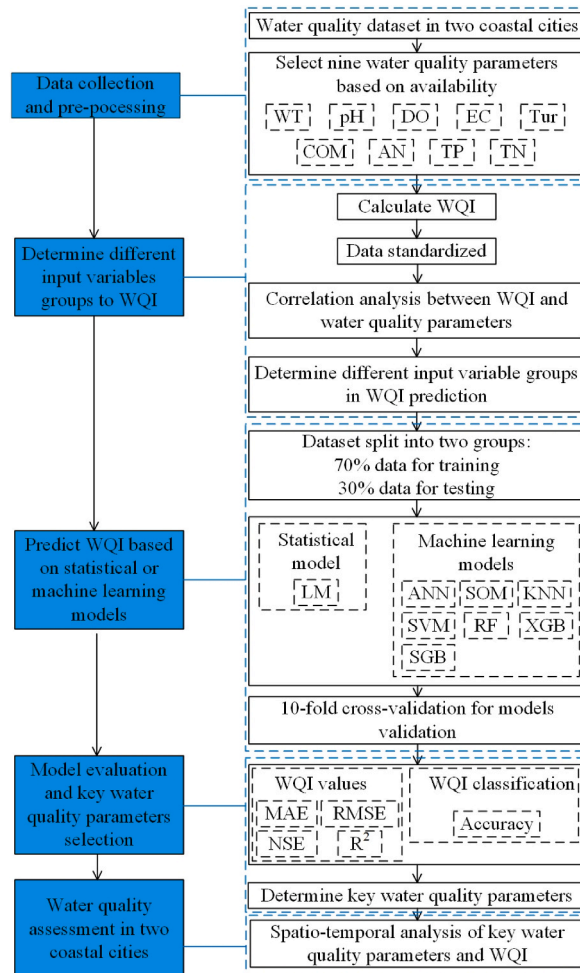 Water quality dataset in two coastal cities
Data collection
and pre-pocessing
Select nine water quality parameters
based on availability
WT pH DO EC Tur
COM AN TP TN
Determine different
input variables
groups to WQI
Calculate WQI
Data standardized
Correlation analysis between WQI and
water quality parameters
Determine different input variable groups
in WQI prediction
Predict WQI based
on statistical or
machine learning
models
Dataset split into two groups:
70% data for training
30% data for testing
Statistical
model
LM
Machine learning
models
ANN SOM KNN
SVM RF XGB
SGB
10-fold cross-validation for models
validation
Model evaluation
and key water
quality parameters
selection
WQI values
MAE RMSE
NSE R²
WQI classification
Accuracy
Determine key water quality parameters
Water quality
assessment in two
coastal cities
Spatio-temporal analysis of key water
quality parameters and WQI